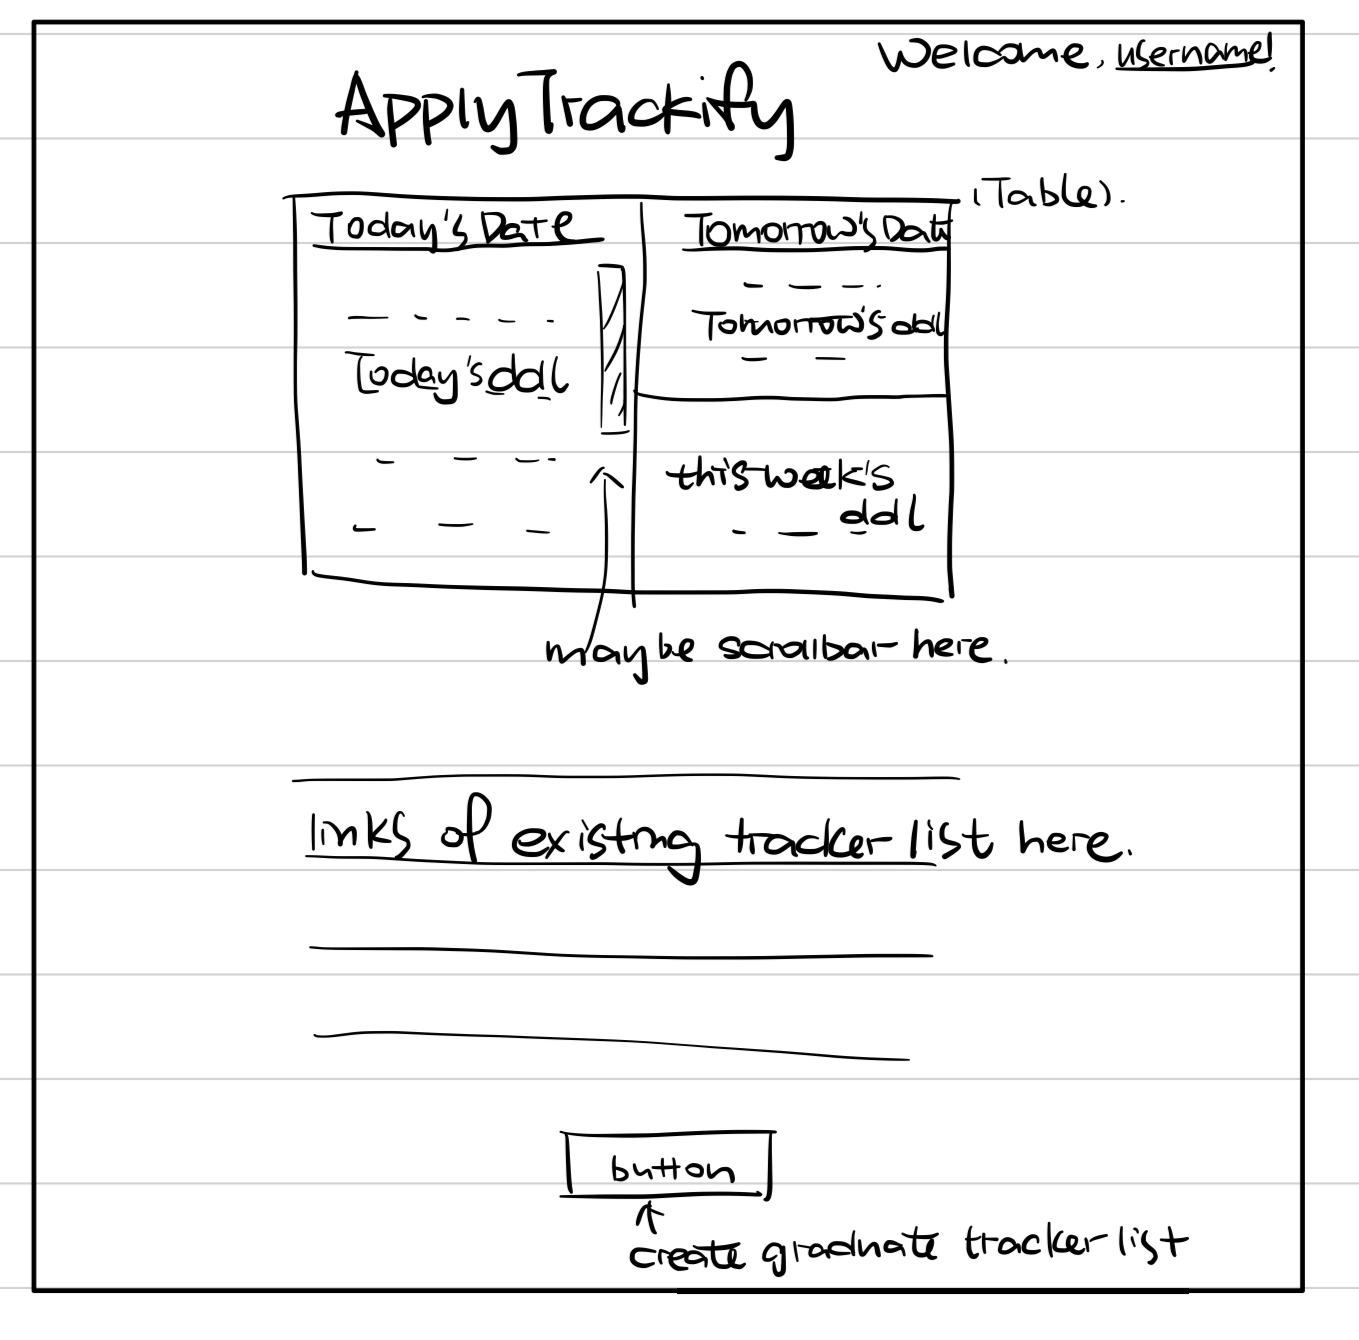 Welcome, username!
ApplyTrackify
(Table).
Today's Date
Today's ddl
Tomorrow's Date
Tomorrow's ddl
this week's
ddl
maybe scrollbar here.
links of existing tracker list here.
button
create graduate tracker list